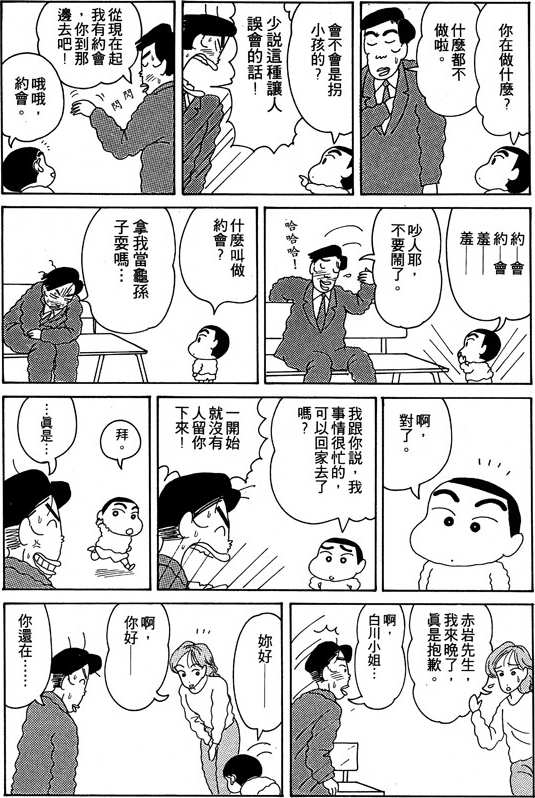 你在做什麼?
什麼都不
做啦。
會不會是拐
小孩的?
少説這種讓人
誤會的話!
從現在起
我有約會
,你到那
邊去吧!
閃
閃
哦哦,
約會。
約會
約會
羞
羞
吵人耶,
不要鬧了。
哈哈哈!
什麼叫做
約會?
拿我當龜孫
子耍嗎…
啊,
對了。
我跟你説,我
事情很忙的,
可以回家去了
嗎?
一開始
就沒有
人留你
下來!
拜。
…眞是…
赤岩先生,
我來晚了,
眞是抱歉。
啊,
白川小姐…
妳好——
啊,
你好——
你還在……